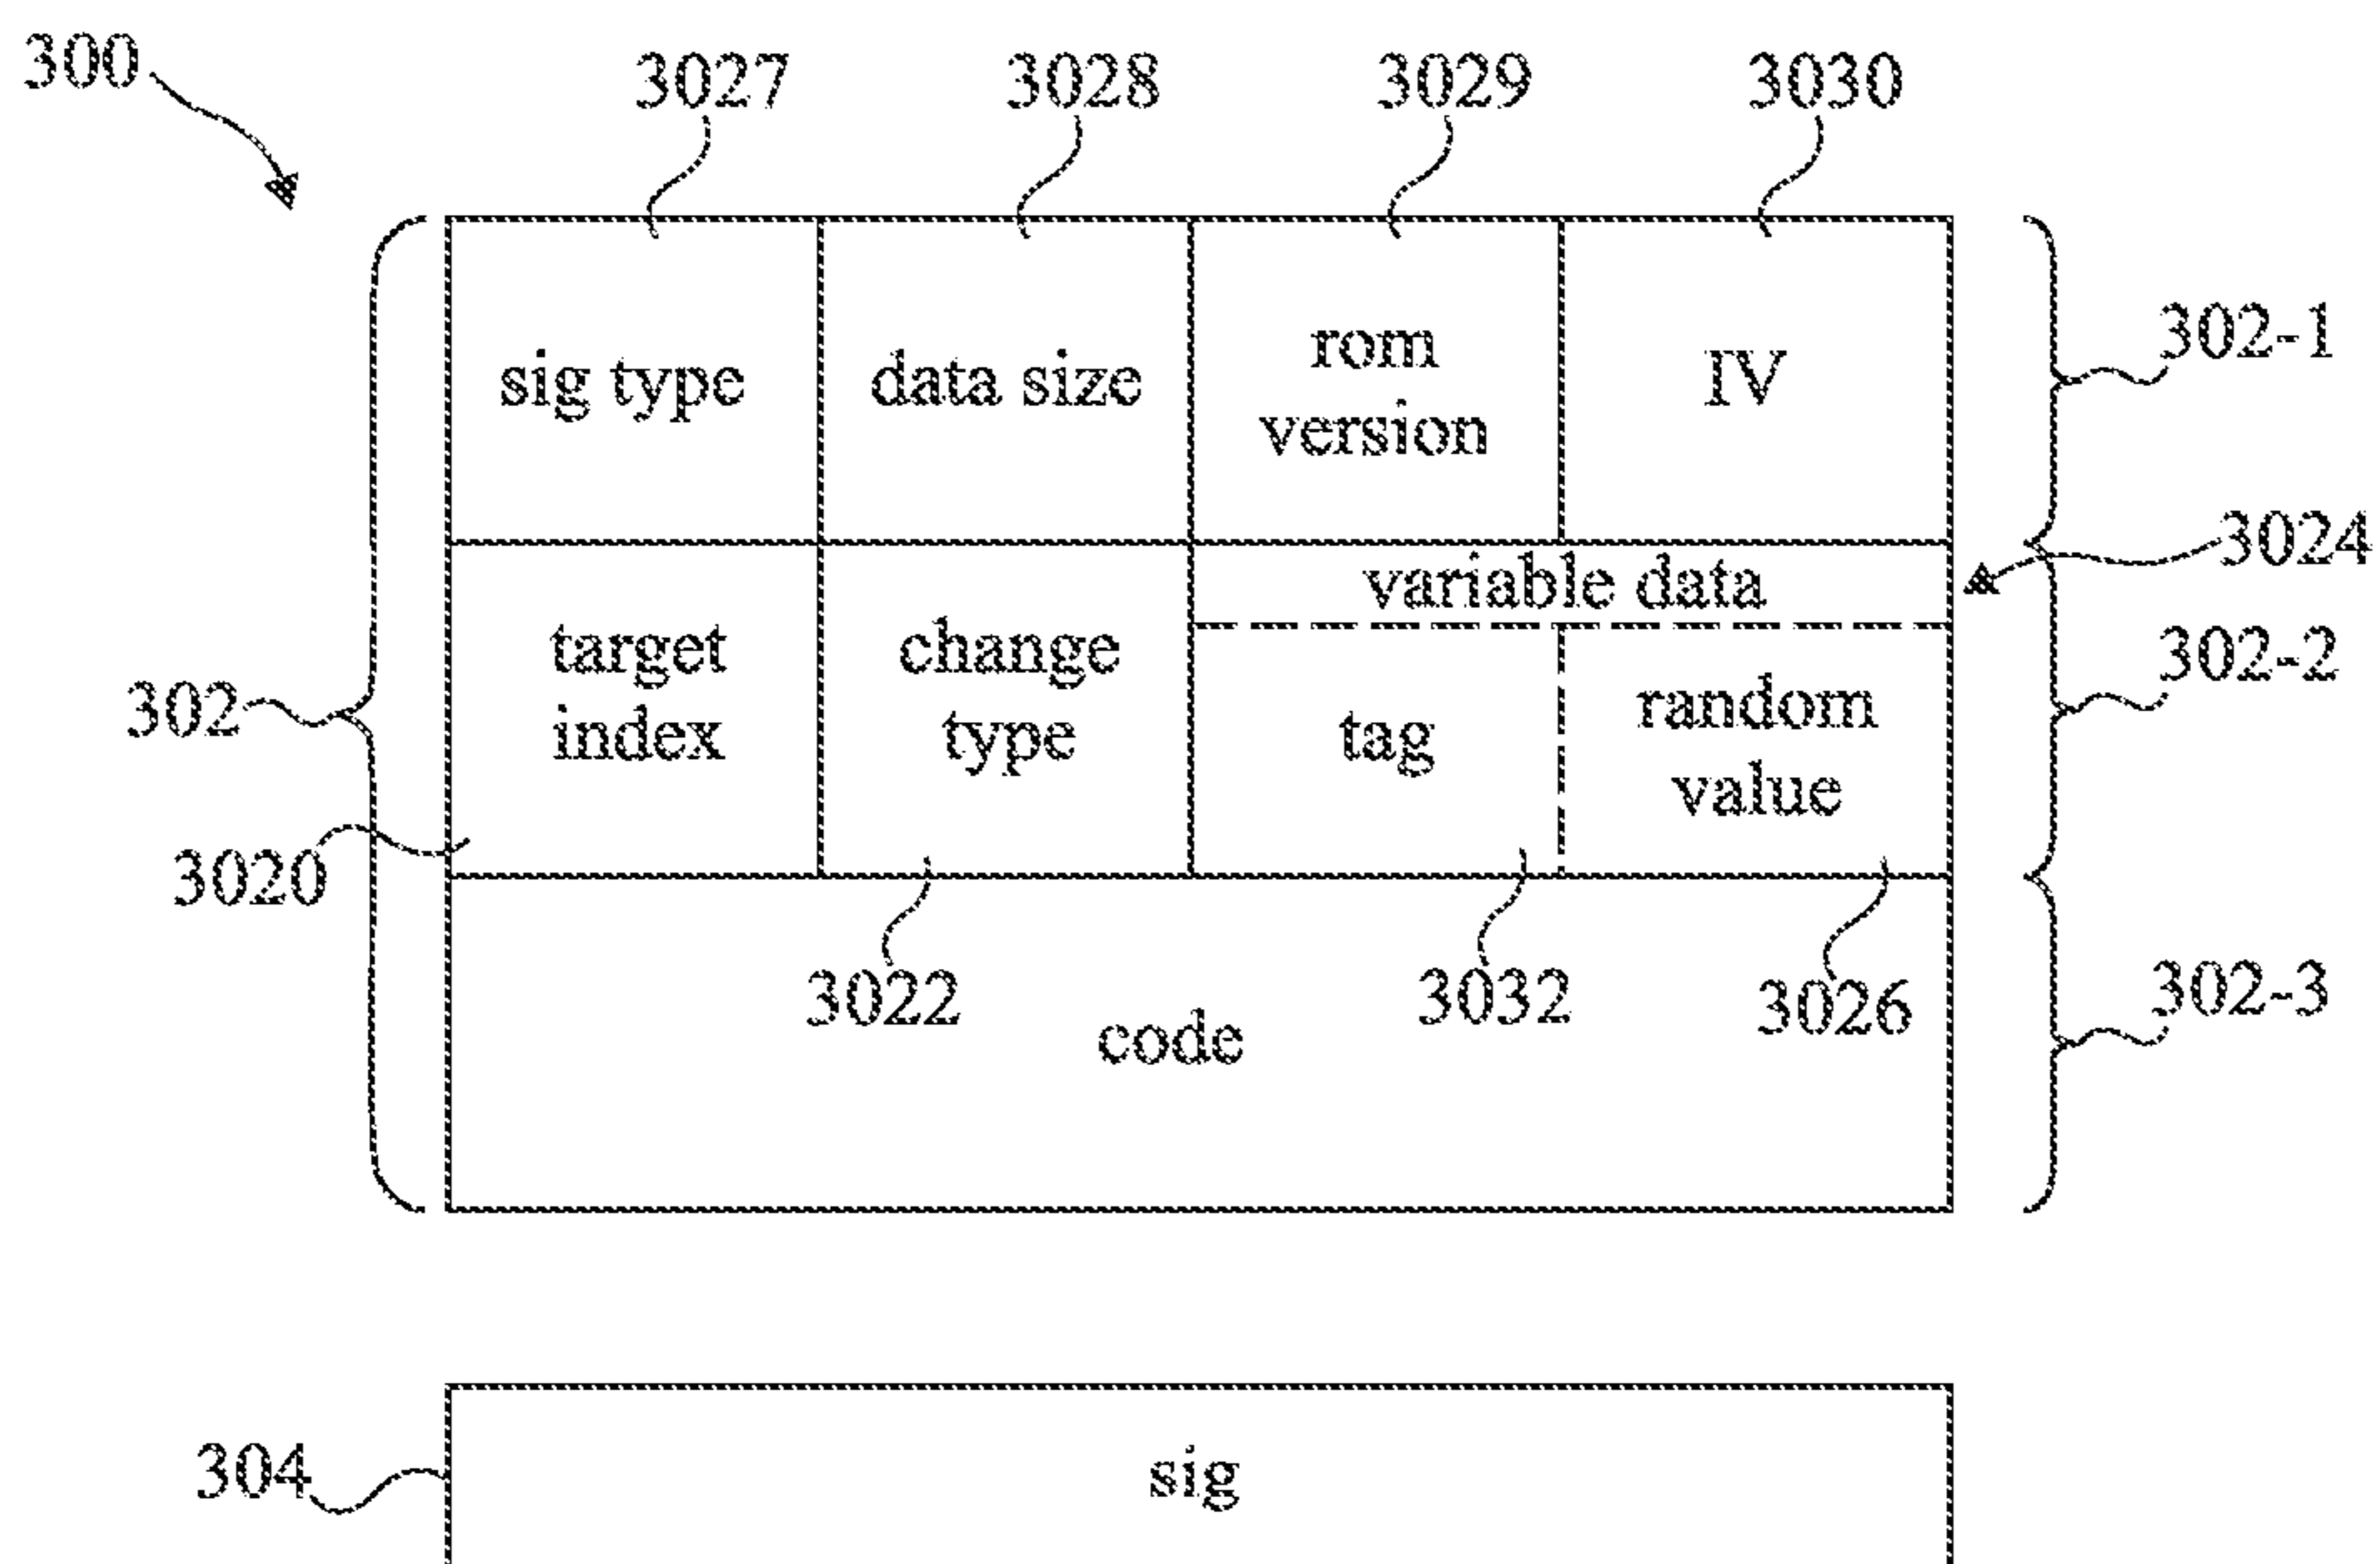 300
3027 3028 3029 3030
sig type
data size
rom
version
IV
302-1
3024
variable data
target
index
change
type
tag
random
value
302-2
302
3020
3022
3032
3026
code
302-3
304
sig